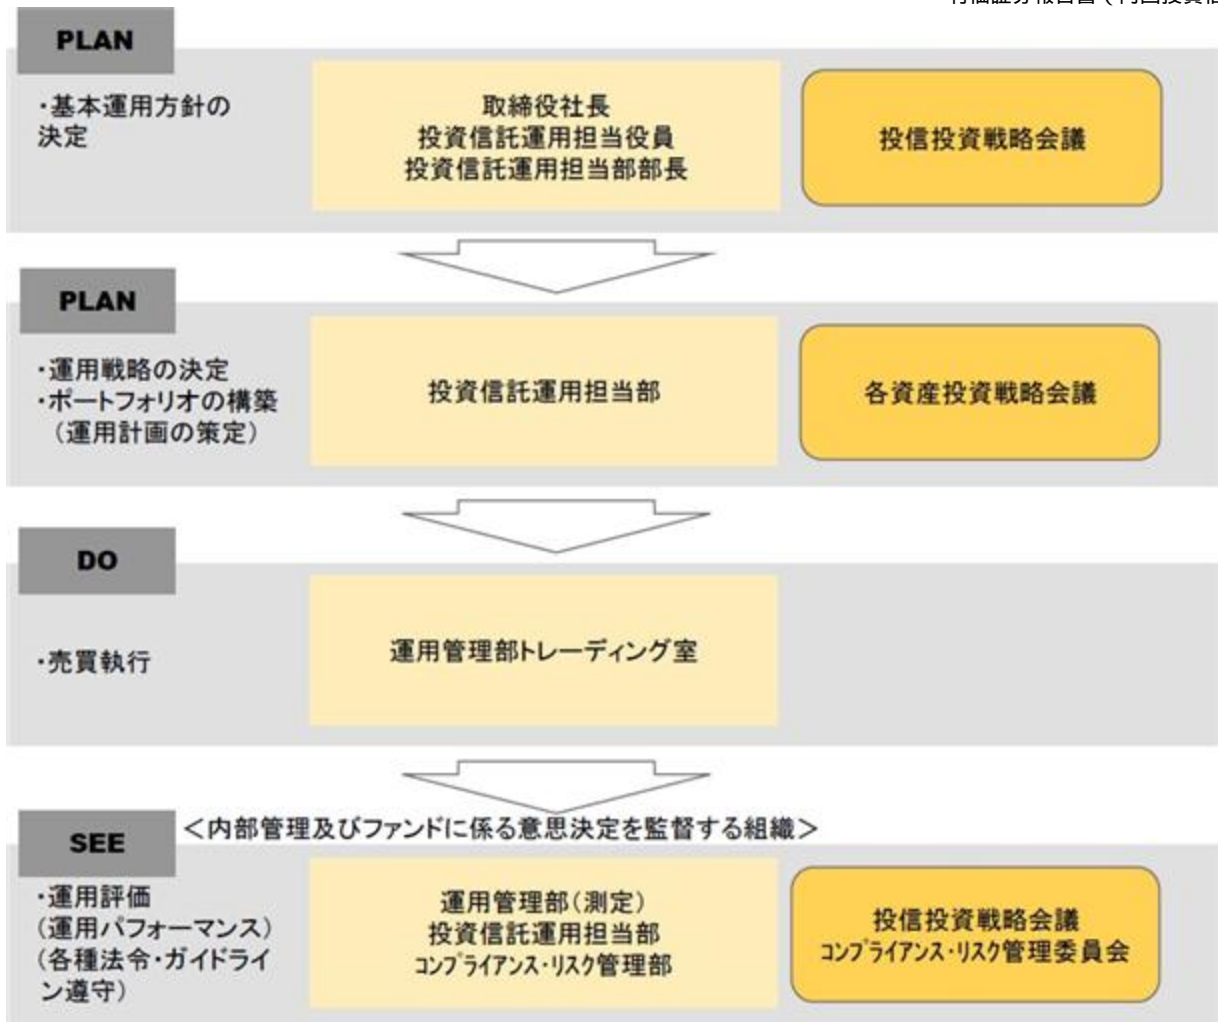 PLAN
・基本運用方針の
決定
取締役社長
投資信託運用担当役員
投資信託運用担当部部長
投信投資戦略会議
PLAN
・運用戦略の決定
・ポートフォリオの構築
（運用計画の策定）
投資信託運用担当部
各資産投資戦略会議
DO
・売買執行
運用管理部トレーディング室
SEE
＜内部管理及びファンドに係る意思決定を監督する組織＞
・運用評価
（運用パフォーマンス）
（各種法令・ガイドライ
ン遵守）
運用管理部（測定）
投資信託運用担当部
ｺﾝﾌﾟﾗｲｱﾝｽ・ﾘｽｸ管理部
投信投資戦略会議
ｺﾝﾌﾟﾗｲｱﾝｽ・ﾘｽｸ管理委員会